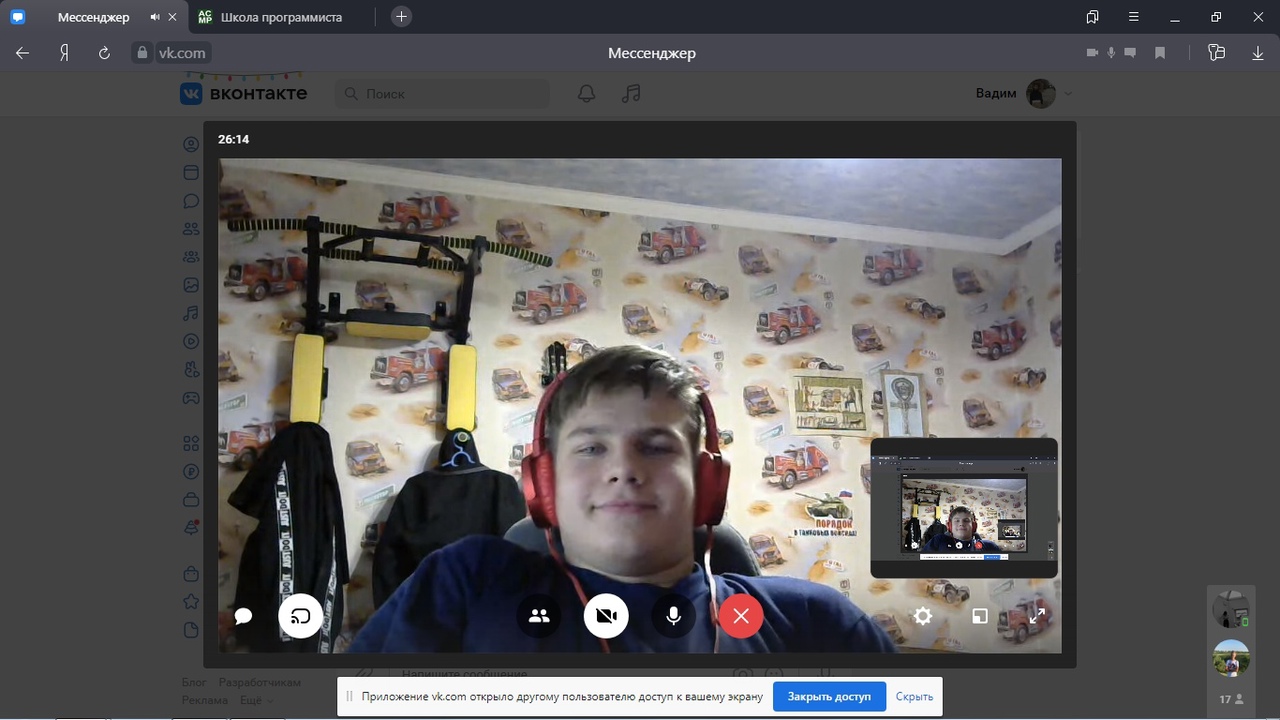 Мессенджер
ACMP
Школа программиста
vk.com
Мессенджер
вконтакте
Поиск
Вадим
26:14
ПОРЯДОК
В ТАНКОВЫХ ВОЙСКАХ!
Напишите сообщение
Блог Разработчикам
Реклама Ещё
Приложение vk.com открыло другому пользователю доступ к вашему экрану
Закрыть доступ
Скрыть
17